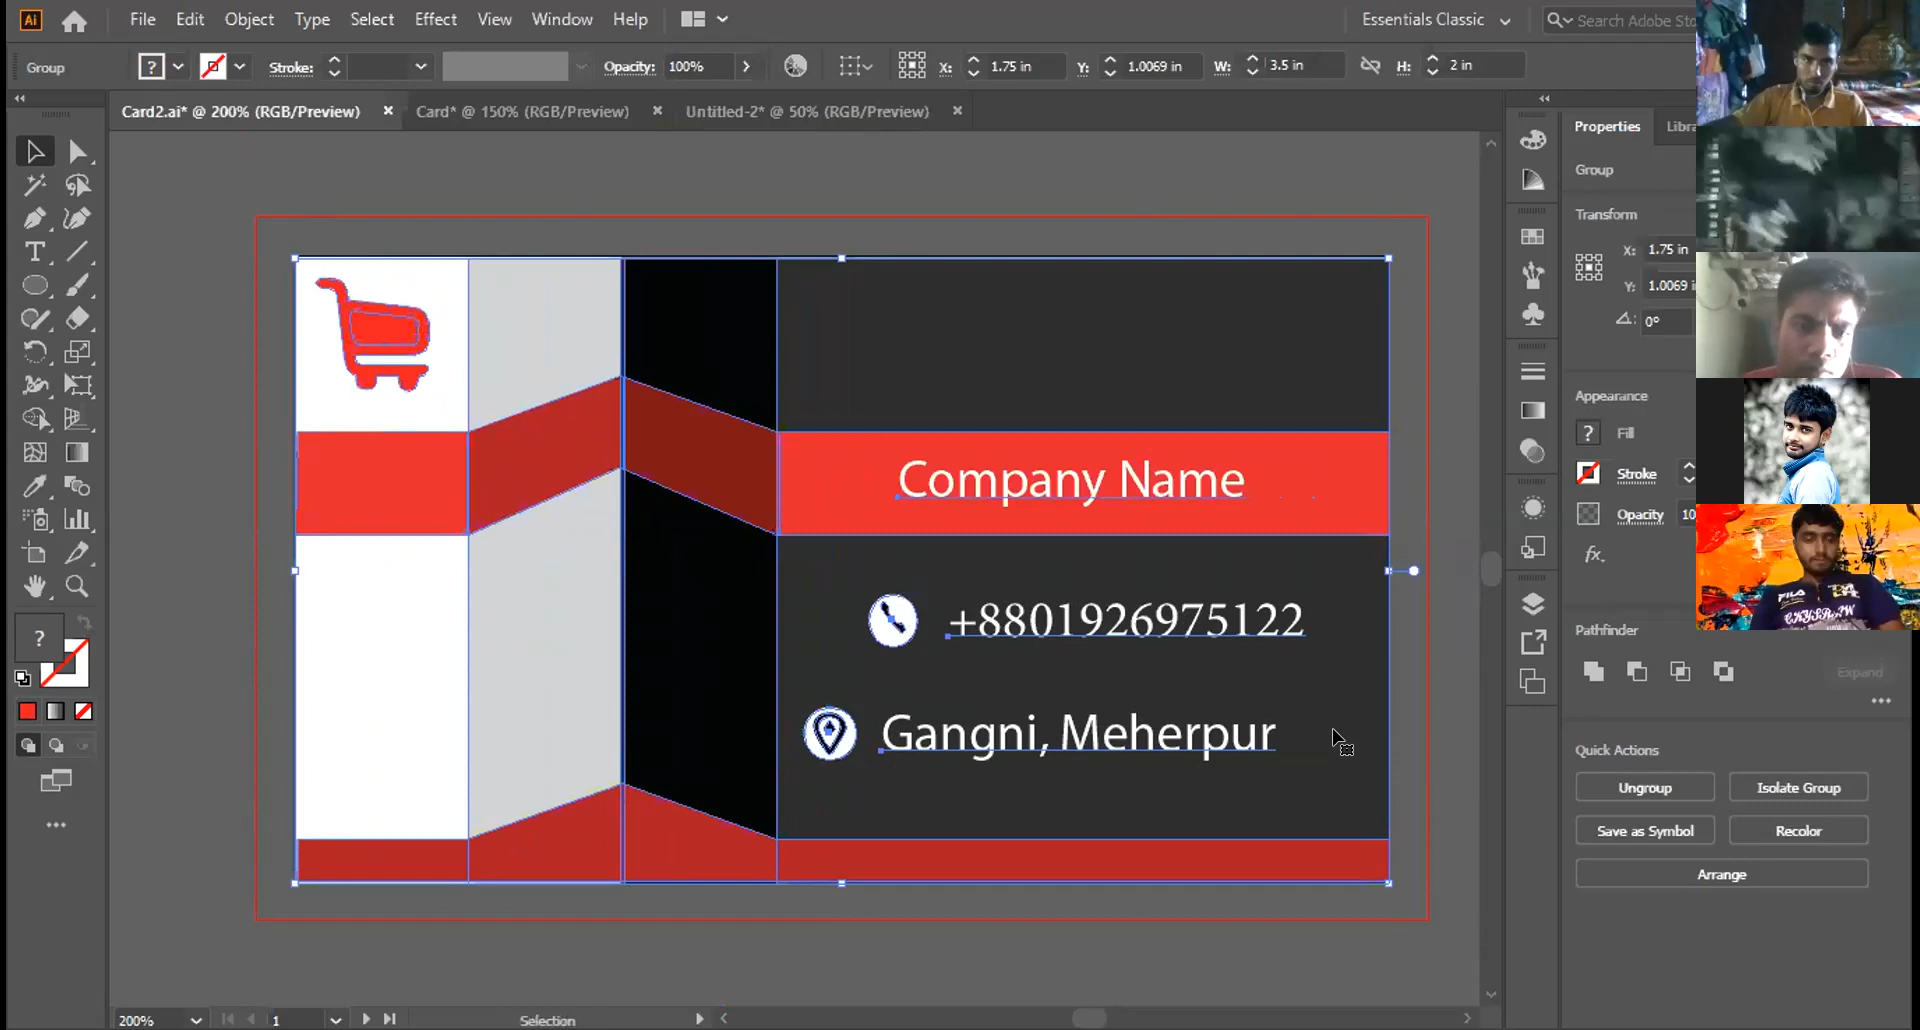 Ai File Edit Object Type Select Effect View Window Help Essentials Classic Search Adobe Sto
Group ? Stroke: Opacity: 100% X: 1.75 in Y: 1.0069 in W: 3.5 in H: 2 in
Card2.ai* @ 200% (RGB/Preview) × Card* @ 150% (RGB/Preview) × Untitled-2* @ 50% (RGB/Preview) ×
Properties Libra
Group
Transform
X: 1.75 in
Y: 1.0069 i
0°
Appearance
? Fill
Stroke
Opacity 10
fx.
Pathfinder
Expand
Quick Actions
Ungroup Isolate Group
Save as Symbol Recolor
Arrange
Company Name
+8801926975122
Gangni, Meherpur
?
FILA
200% 1 Selection